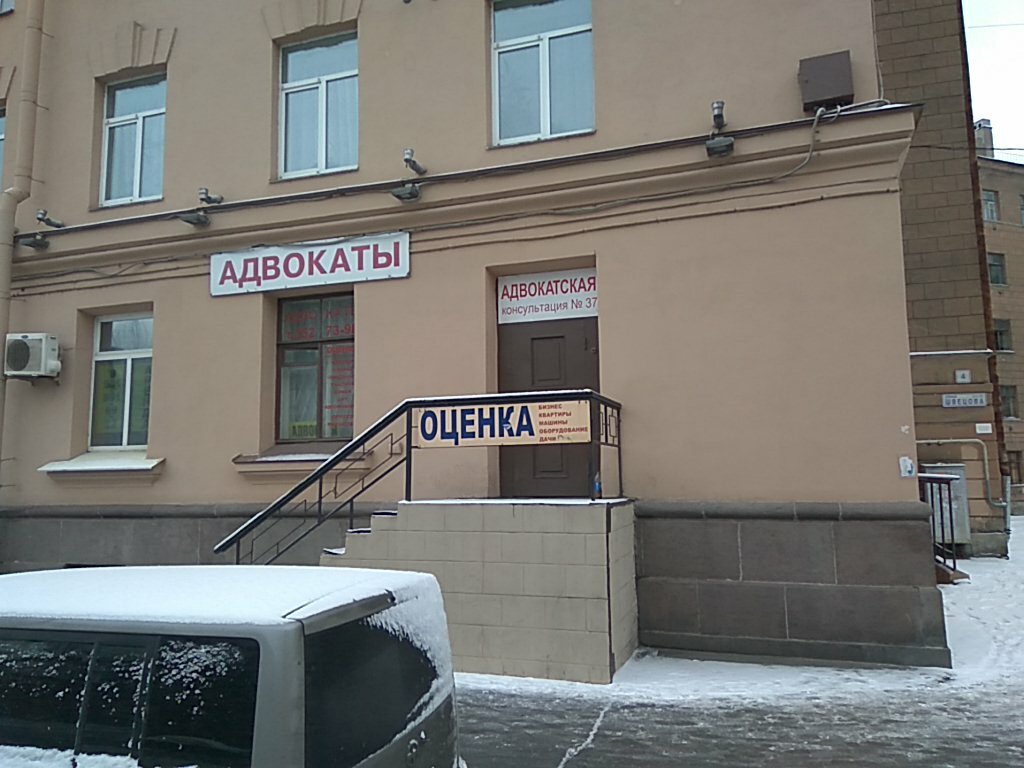 АДВОКАТЫ
АДВОКАТСКАЯ
консультация № 37
ОЦЕНКА
БИЗНЕС
КВАРТИРЫ
МАШИНЫ
ОБОРУДОВАНИЕ
ДАЧИ
4
ШВЕЦОВА